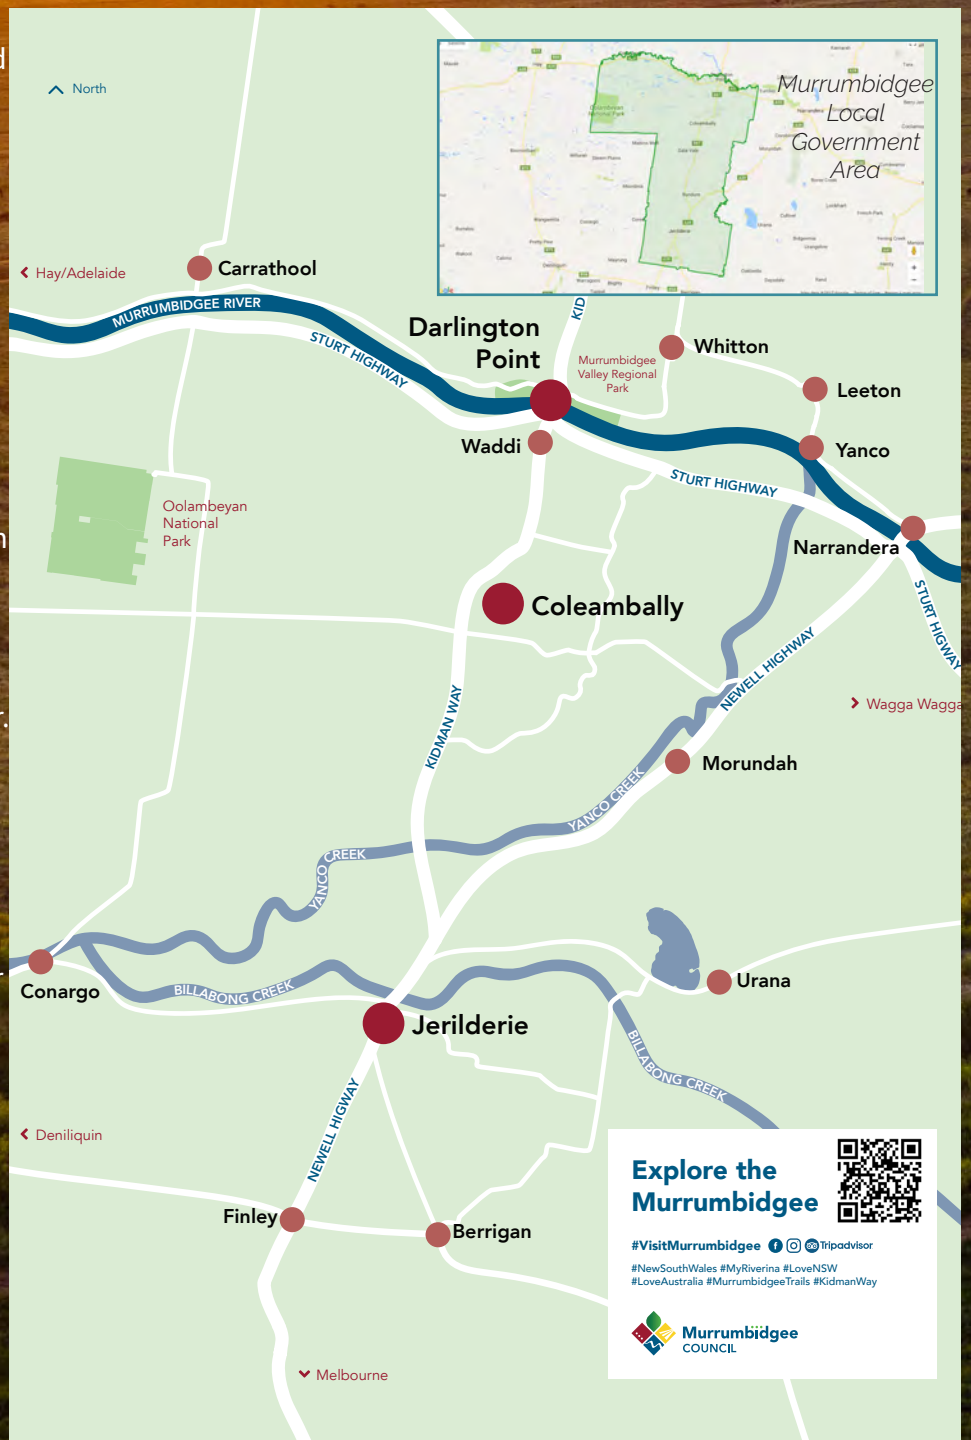 North
Murrumbidgee
Local
Government
Area
Hay/Adelaide
Carrathool
MURRUMBIDGEE RIVER
STURT HIGHWAY
KID
Darlington
Point
Murrumbidgee
Valley Regional
Park
Whitton
Leeton
Waddi
Yanco
STURT HIGHWAY
Oolambeyan
National
Park
Narrandera
Coleambally
STURT HIGWAY
NEWELL HIGHWAY
KIDMAN WAY
Wagga Wagga
Morundah
YANCO CREEK
YANCO CREEK
Conargo
BILLABONG CREEK
Urana
Jerilderie
BILLABONG CREEK
NEWELL HIGWAY
Deniliquin
Finley
Berrigan
Melbourne
Explore the
Murrumbidgee
#VisitMurrumbidgee Tripadvisor
#NewSouthWales #MyRiverina #LoveNSW
#LoveAustralia #MurrumbidgeeTrails #KidmanWay
Murrumbidgee
COUNCIL